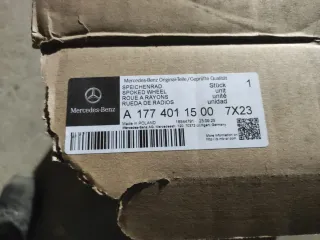 Mercedes-Benz Original-Teile / Geprüfte Qualität
SPEICHENRAD
SPOKED WHEEL
ROUE A RAYONS
RUEDA DE RADIOS
Stück 1
unit
unité
unidad
Mercedes-Benz
A 177 401 15 00 7X23
Made in POLAND